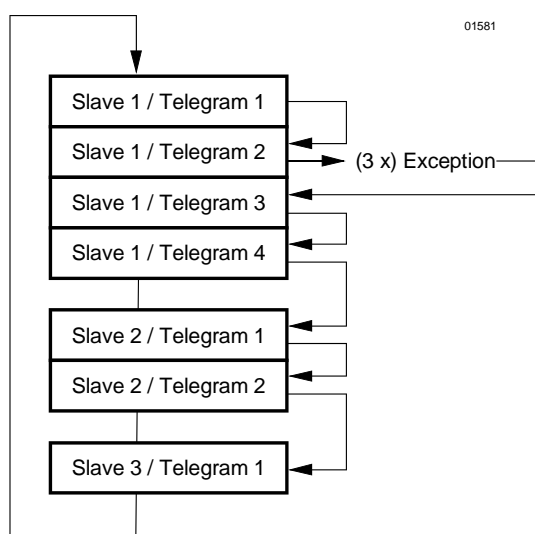 01581
Slave 1 / Telegram 1
Slave 1 / Telegram 2
(3 x) Exception
Slave 1 / Telegram 3
Slave 1 / Telegram 4
Slave 2 / Telegram 1
Slave 2 / Telegram 2
Slave 3 / Telegram 1